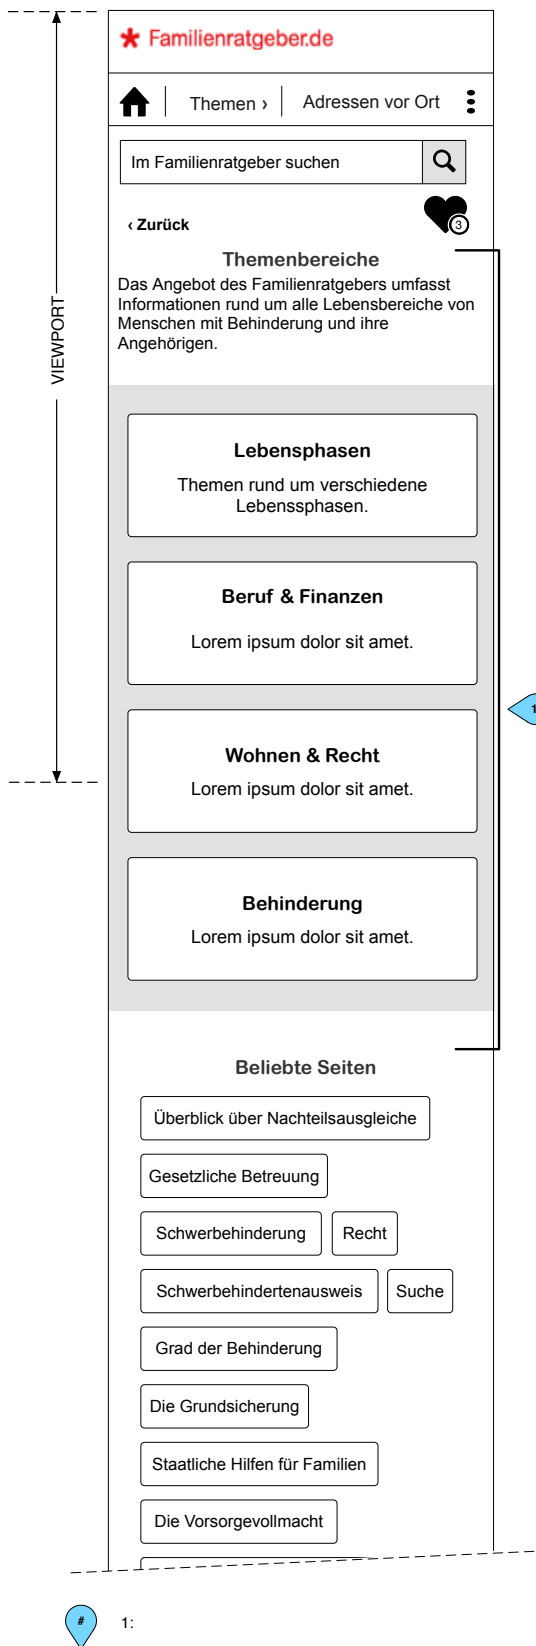 Familienratgeber.de
Themen ›
Adressen vor Ort
Im Familienratgeber suchen
‹ Zurück
3
Themenbereiche
Das Angebot des Familienratgebers umfasst
Informationen rund um alle Lebensbereiche von
Menschen mit Behinderung und ihre
Angehörigen.
VIEWPORT
Lebensphasen
Themen rund um verschiedene
Lebenssphasen.
Beruf & Finanzen
Lorem ipsum dolor sit amet.
1
Wohnen & Recht
Lorem ipsum dolor sit amet.
Behinderung
Lorem ipsum dolor sit amet.
Beliebte Seiten
Überblick über Nachteilsausgleiche
Gesetzliche Betreuung
Schwerbehinderung
Recht
Schwerbehindertenausweis
Suche
Grad der Behinderung
Die Grundsicherung
Staatliche Hilfen für Familien
Die Vorsorgevollmacht
#
1: